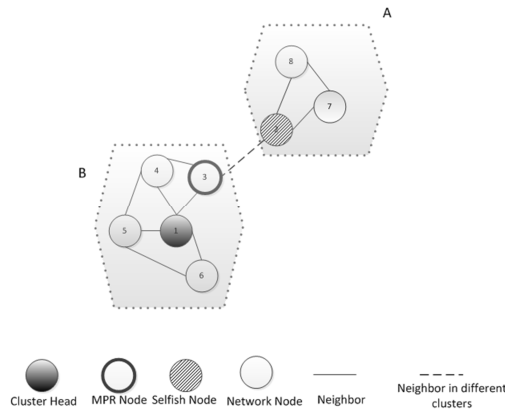 A
8
7
2
B
4
3
5
1
6
Cluster Head
MPR Node
Selfish Node
Network Node
Neighbor
Neighbor in different
clusters